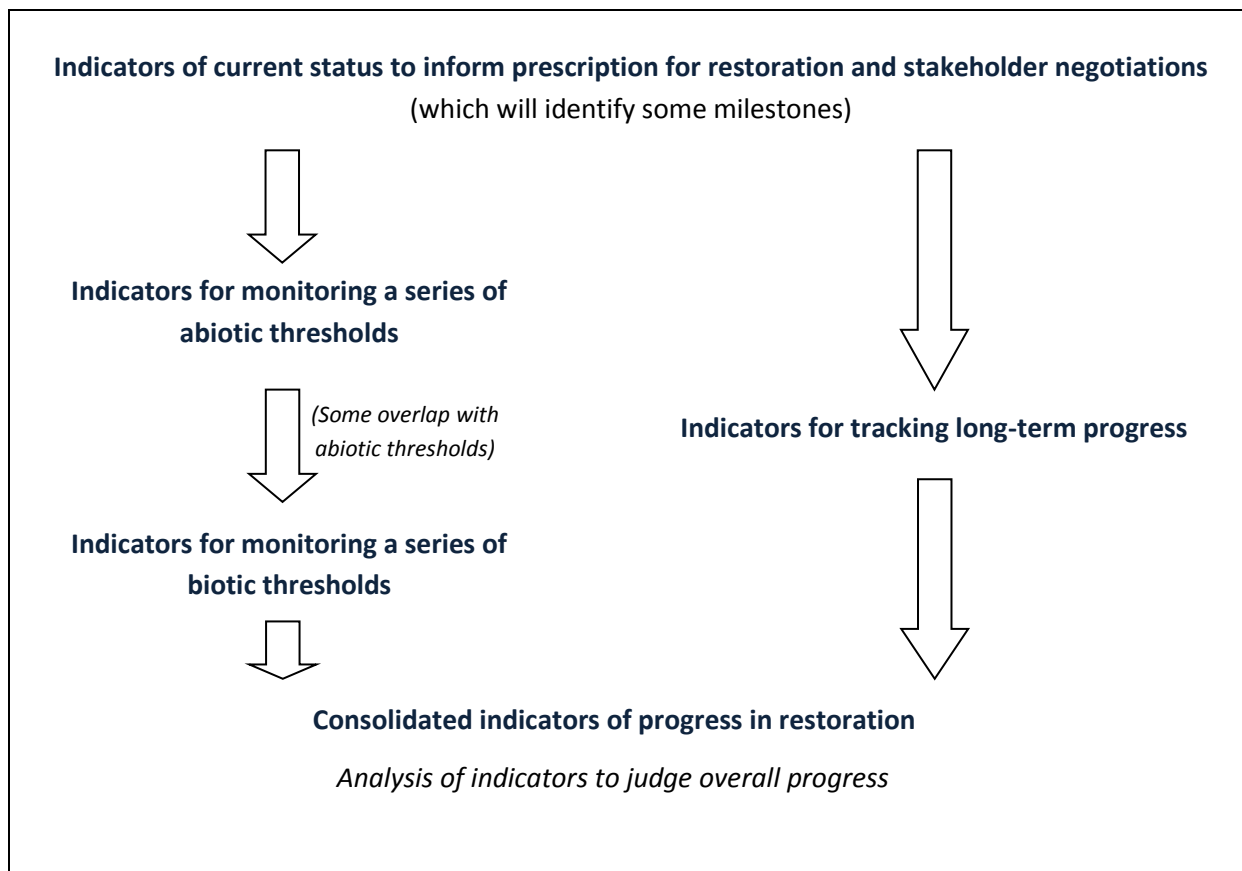 Indicators of current status to inform prescription for restoration and stakeholder negotiations
(which will identify some milestones)
Indicators for monitoring a series of
abiotic thresholds
(Some overlap with
abiotic thresholds)
Indicators for tracking long-term progress
Indicators for monitoring a series of
biotic thresholds
Consolidated indicators of progress in restoration
Analysis of indicators to judge overall progress